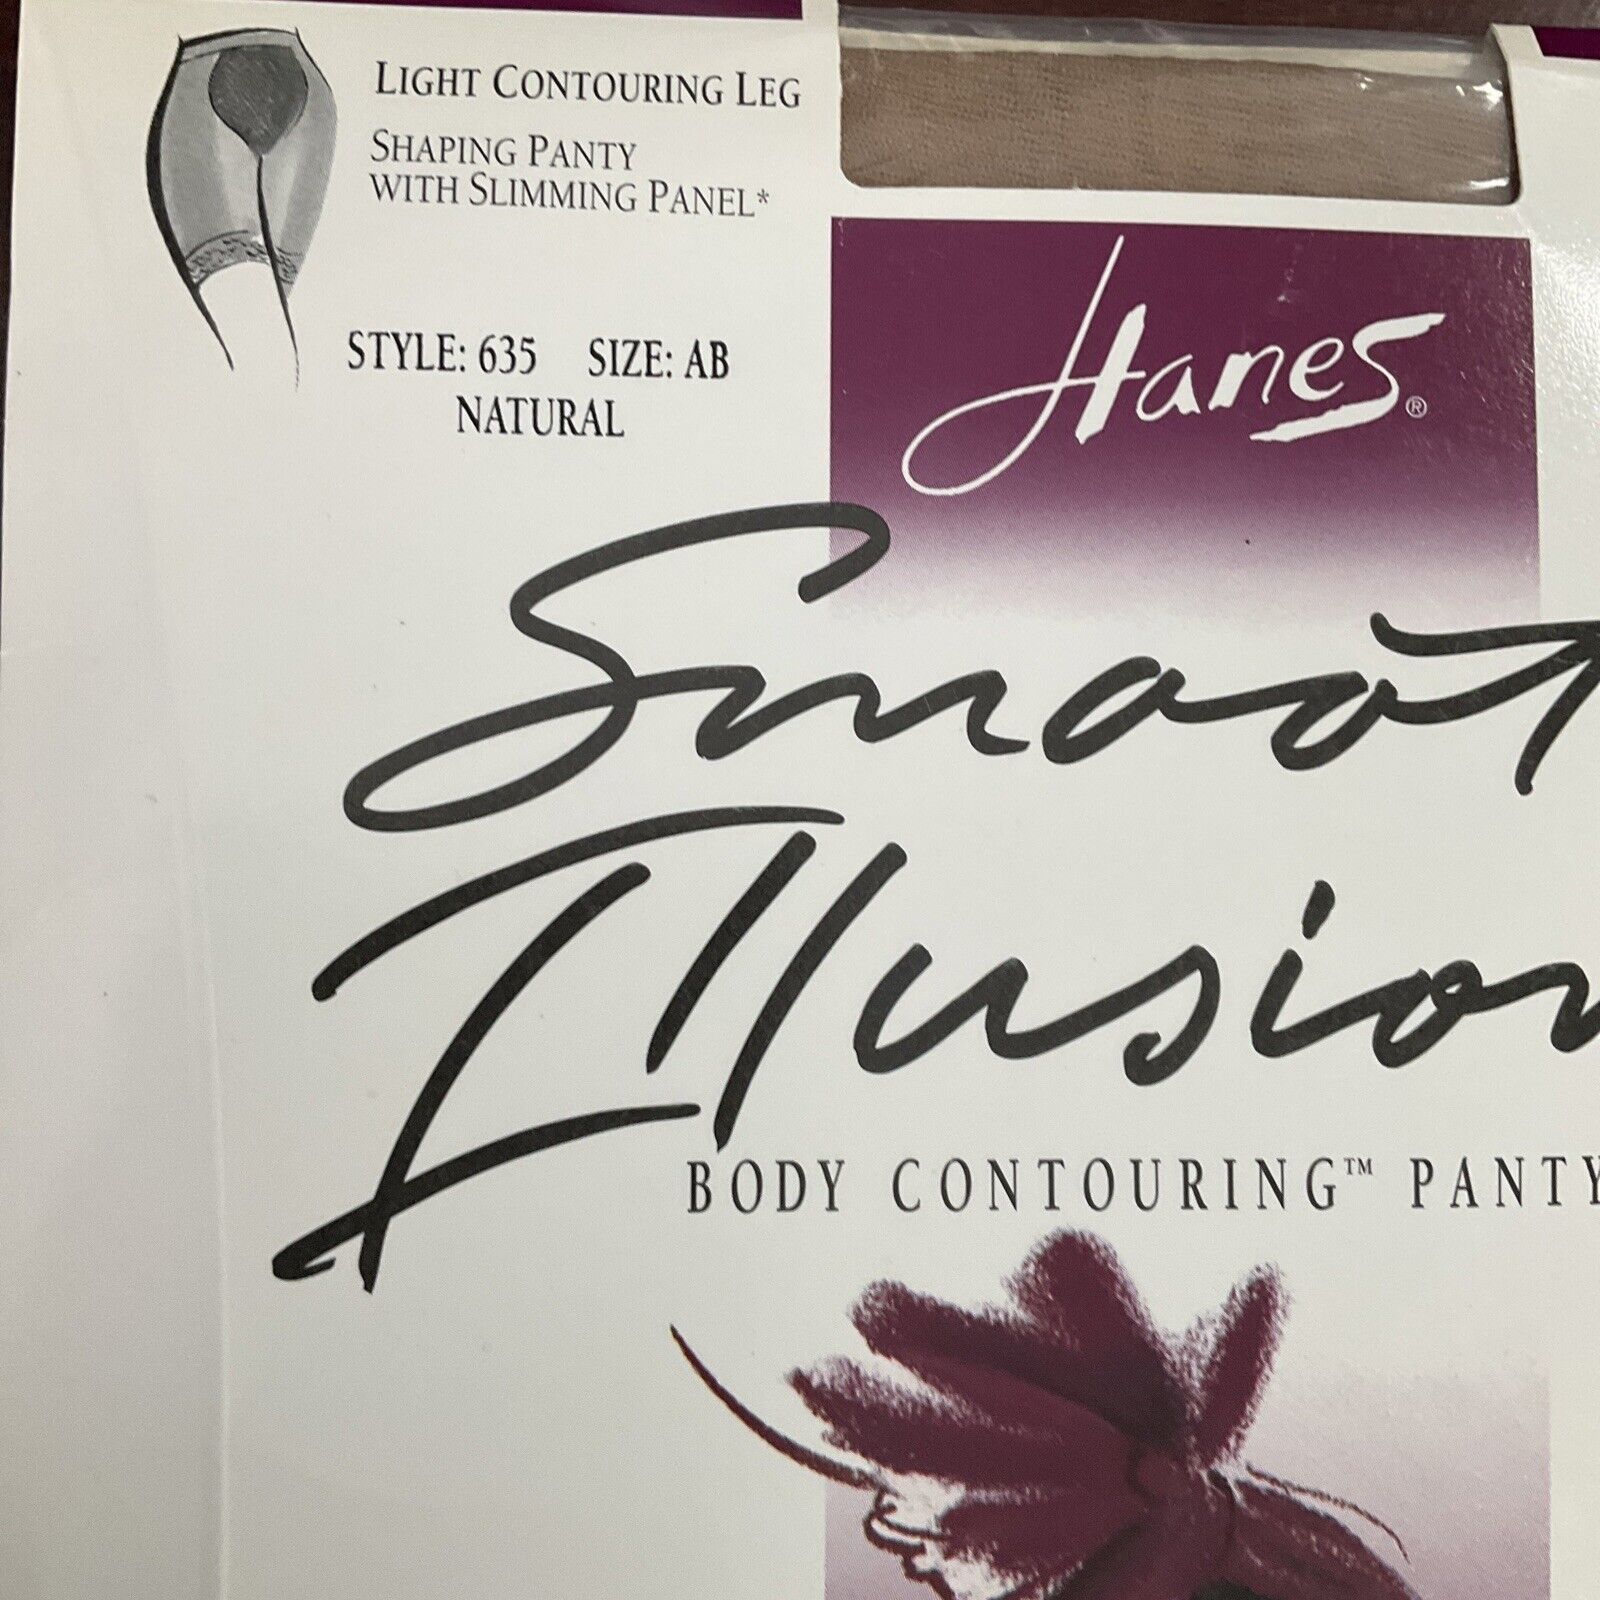 LIGHT CONTOURING LEG
SHAPING PANTY
WITH SLIMMING PANEL*
STYLE: 635 SIZE: AB
NATURAL
Hanes®
Smoot
Illusion
BODY CONTOURING™ PANTY